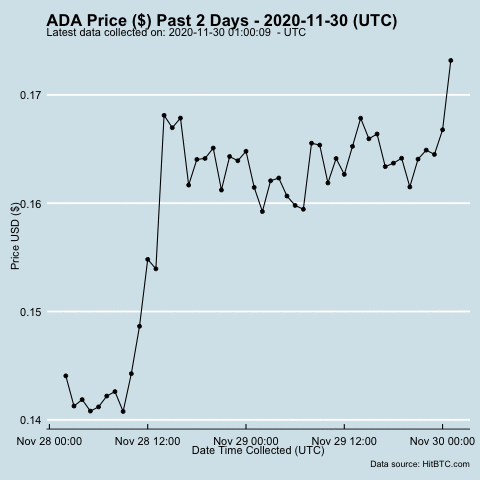 ADA Price ($) Past 2 Days - 2020-11-30 (UTC)
Latest data collected on: 2020-11-30 01:00:09 - UTC
0.17
0.16
0.15
0.14
Price USD ($)
Nov 28 00:00 Nov 28 12:00 Nov 29 00:00 Nov 29 12:00 Nov 30 00:00
Date Time Collected (UTC)
Data source: HitBTC.com